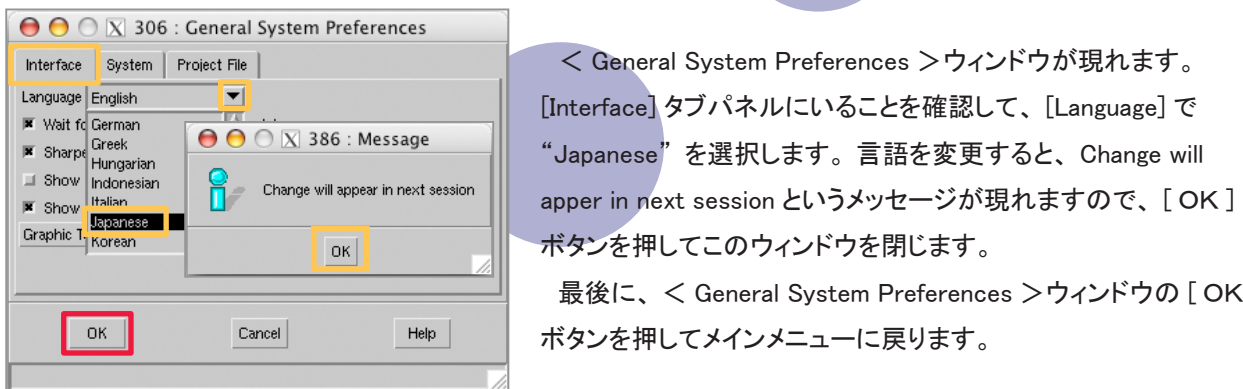 306 : General System Preferences
Interface System Project File
Language English
Wait fo
German
Greek
Sharpe
Hungarian
Show
Indonesian
Italian
Show
Japanese
Graphic T
Korean
386 : Message
Change will appear in next session
OK
OK Cancel Help
＜ General System Preferences ＞ウィンドウが現れます。
[Interface] タブパネルにいることを確認して、[Language] で
“Japanese” を選択します。言語を変更すると、Change will
apper in next session というメッセージが現れますので、［ＯＫ］
ボタンを押してこのウィンドウを閉じます。
最後に、＜ General System Preferences ＞ウィンドウの［ＯＫ
ボタンを押してメインメニューに戻ります。